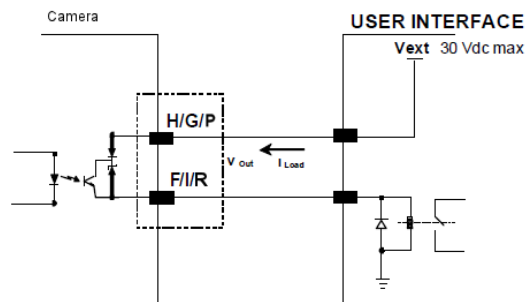 Camera
USER INTERFACE
Vext 30 Vdc max
H/G/P
V Out
I Load
F/I/R